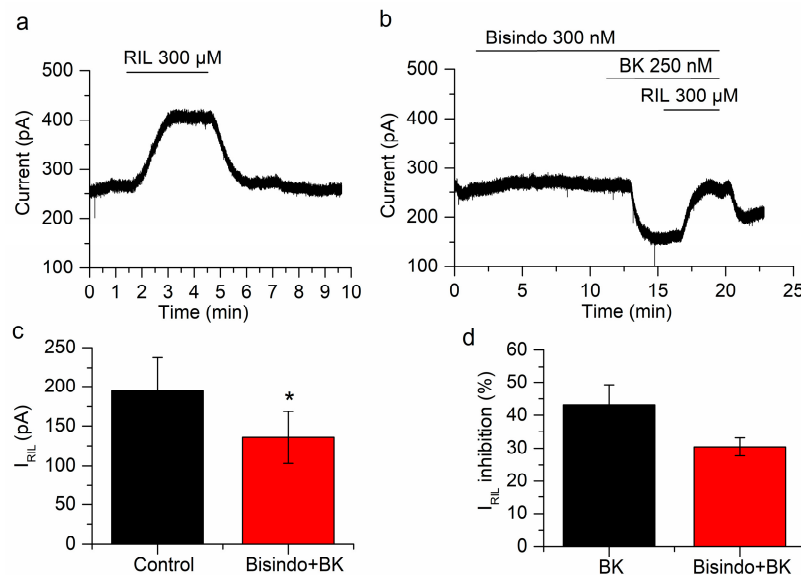 a
RIL 300 µM
500
400
300
200
100
Current (pA)
0 1 2 3 4 5 6 7 8 9 10
Time (min)
b
Bisindo 300 nM
BK 250 nM
RIL 300 µM
500
400
300
200
100
Current (pA)
0 5 10 15 20 25
Time (min)
c
250
200
150
100
50
0
IRIL (pA)
*
Control Bisindo+BK
d
60
50
40
30
20
10
0
IRIL inhibition (%)
BK Bisindo+BK